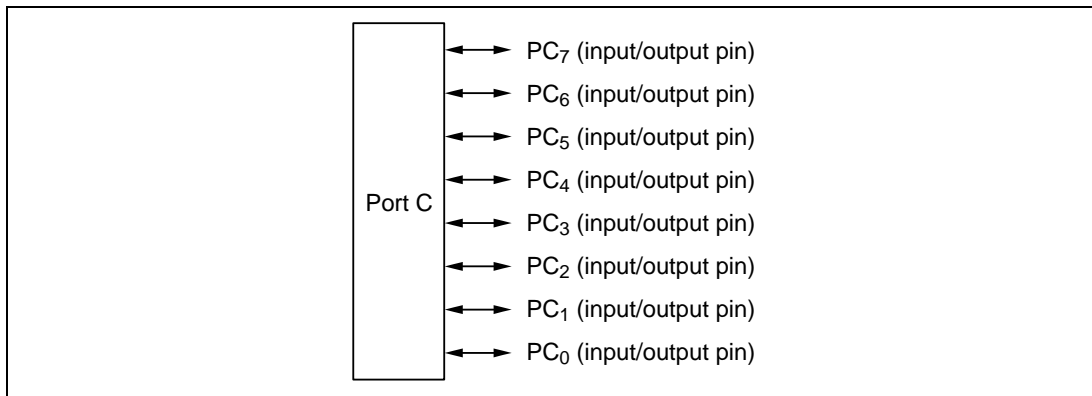 PC7 (input/output pin)
PC6 (input/output pin)
PC5 (input/output pin)
PC4 (input/output pin)
Port C
PC3 (input/output pin)
PC2 (input/output pin)
PC1 (input/output pin)
PC0 (input/output pin)